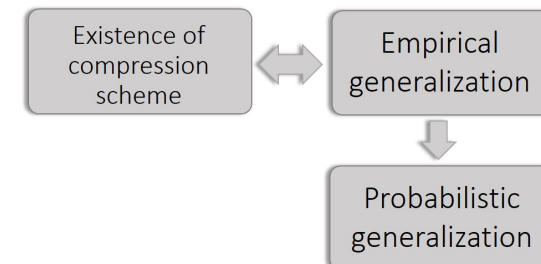 Existence of
compression
scheme
Empirical
generalization
Probabilistic
generalization